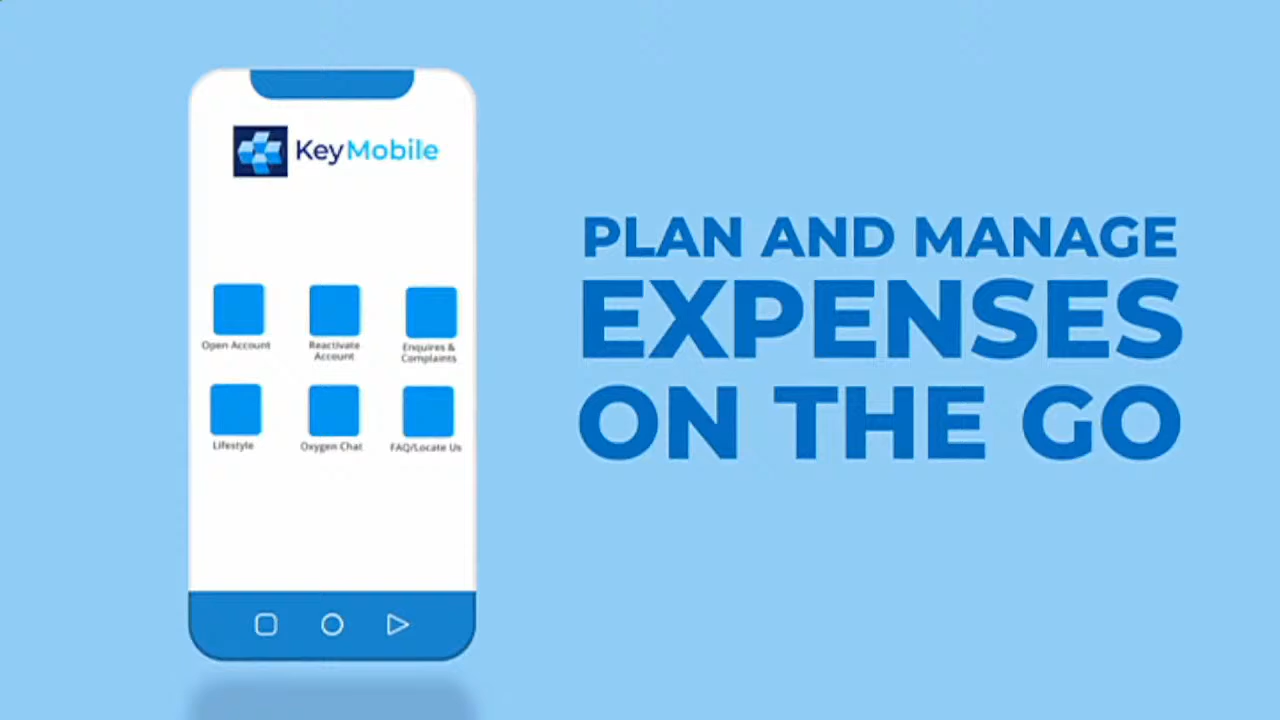 KeyMobile
Open Account
Reactivate
Account
Enquires &
Complaints
Lifestyle
Oxygen Chat
FAQ/Locate Us
PLAN AND MANAGE
EXPENSES
ON THE GO